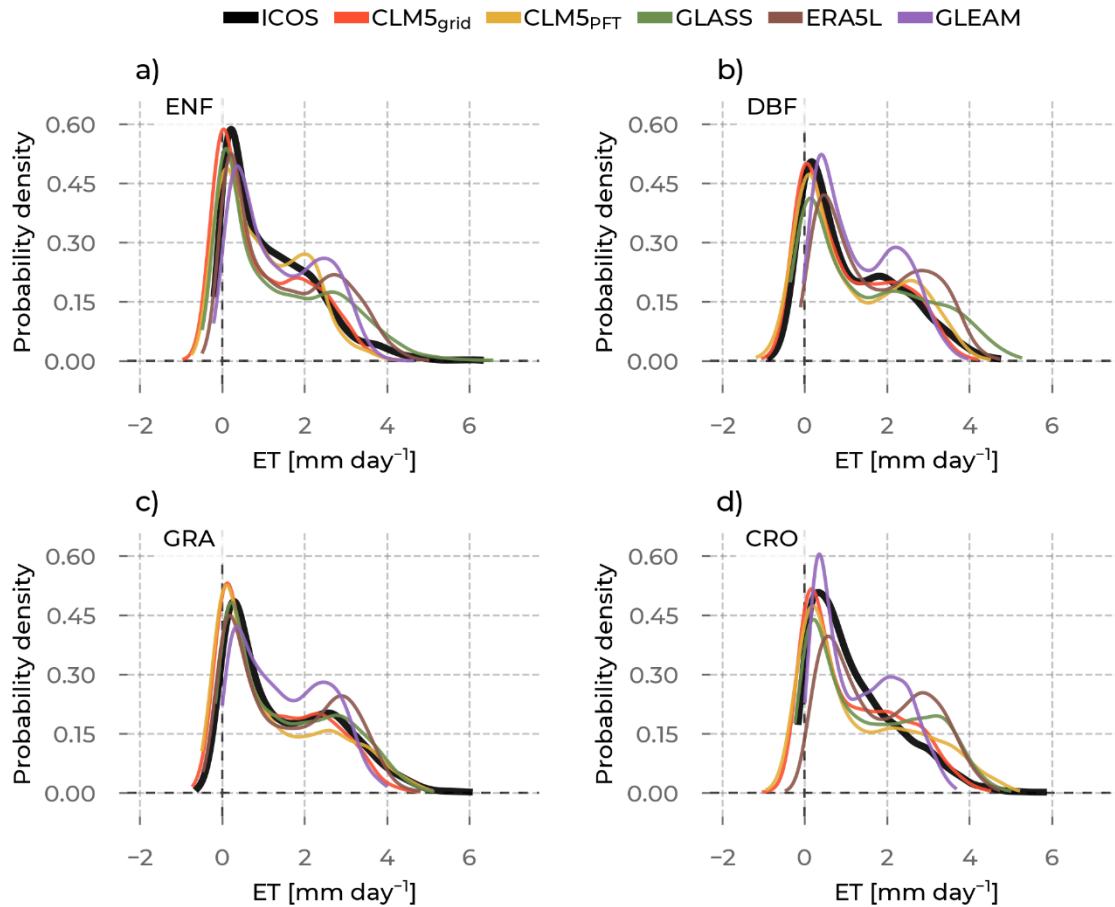 ICOS CLM5grid CLM5PFT GLASS ERA5L GLEAM
a) b)
ENF DBF
Probability density Probability density
0.60 0.60
0.45 0.45
0.30 0.30
0.15 0.15
0.00 0.00
−2 0 2 4 6 −2 0 2 4 6
ET [mm day⁻¹] ET [mm day⁻¹]
c) d)
GRA CRO
Probability density Probability density
0.60 0.60
0.45 0.45
0.30 0.30
0.15 0.15
0.00 0.00
−2 0 2 4 6 −2 0 2 4 6
ET [mm day⁻¹] ET [mm day⁻¹]